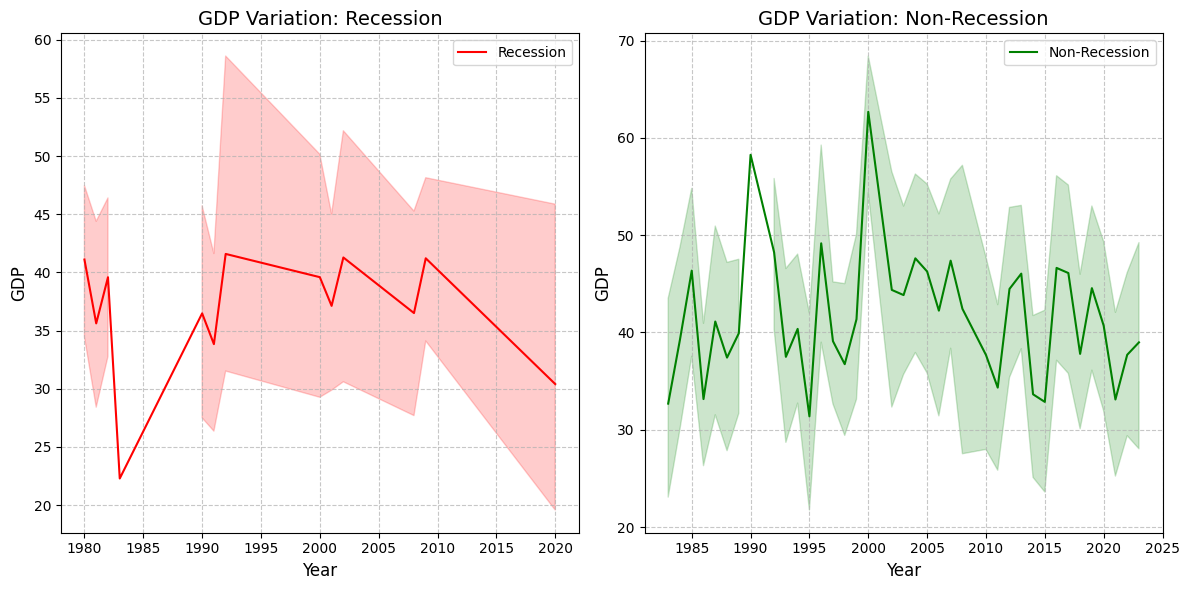 GDP Variation: Recession
GDP
60
55
50
45
40
35
30
25
20
Recession
1980 1985 1990 1995 2000 2005 2010 2015 2020
Year
GDP Variation: Non-Recession
GDP
70
60
50
40
30
20
Non-Recession
1985 1990 1995 2000 2005 2010 2015 2020 2025
Year